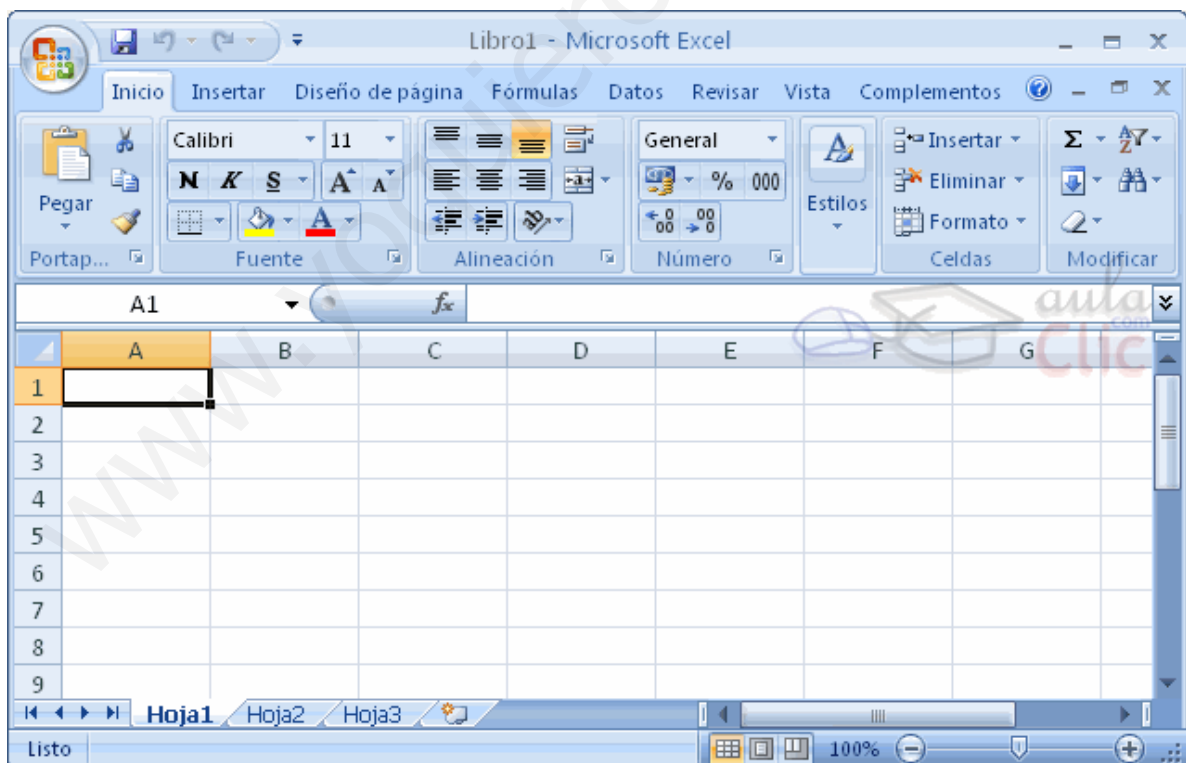 Libro1 - Microsoft Excel
Inicio Insertar Diseño de página Fórmulas Datos Revisar Vista Complementos
Calibri 11 General Σ
N K S A A % 000
Pegar A Estilos
Insertar
Eliminar
Formato
Portap... Fuente Alineación Número Celdas Modificar
A1 fx
aulaClic.com
A B C D E F G
1
2
3
4
5
6
7
8
9
Hoja1 Hoja2 Hoja3
Listo 100%